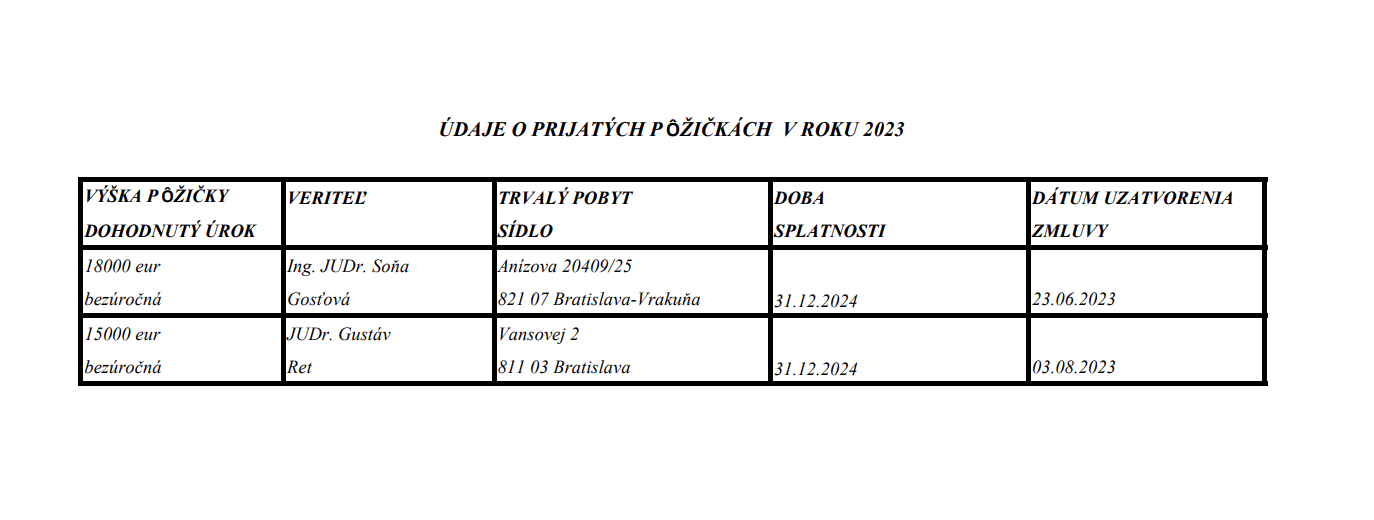 ÚDAJE O PRIJATÝCH PÔŽIČKÁCH V ROKU 2023
VÝŠKA PÔŽIČKY VERITEĽ TRVALÝ POBYT DOBA DÁTUM UZATVORENIA
DOHODNUTÝ ÚROK SÍDLO SPLATNOSTI ZMLUVY
18000 eur Ing. JUDr. Soňa Anízova 20409/25
bezúročná Gosťová 821 07 Bratislava-Vrakuňa 31.12.2024 23.06.2023
15000 eur JUDr. Gustáv Vansovej 2
bezúročná Ret 811 03 Bratislava 31.12.2024 03.08.2023